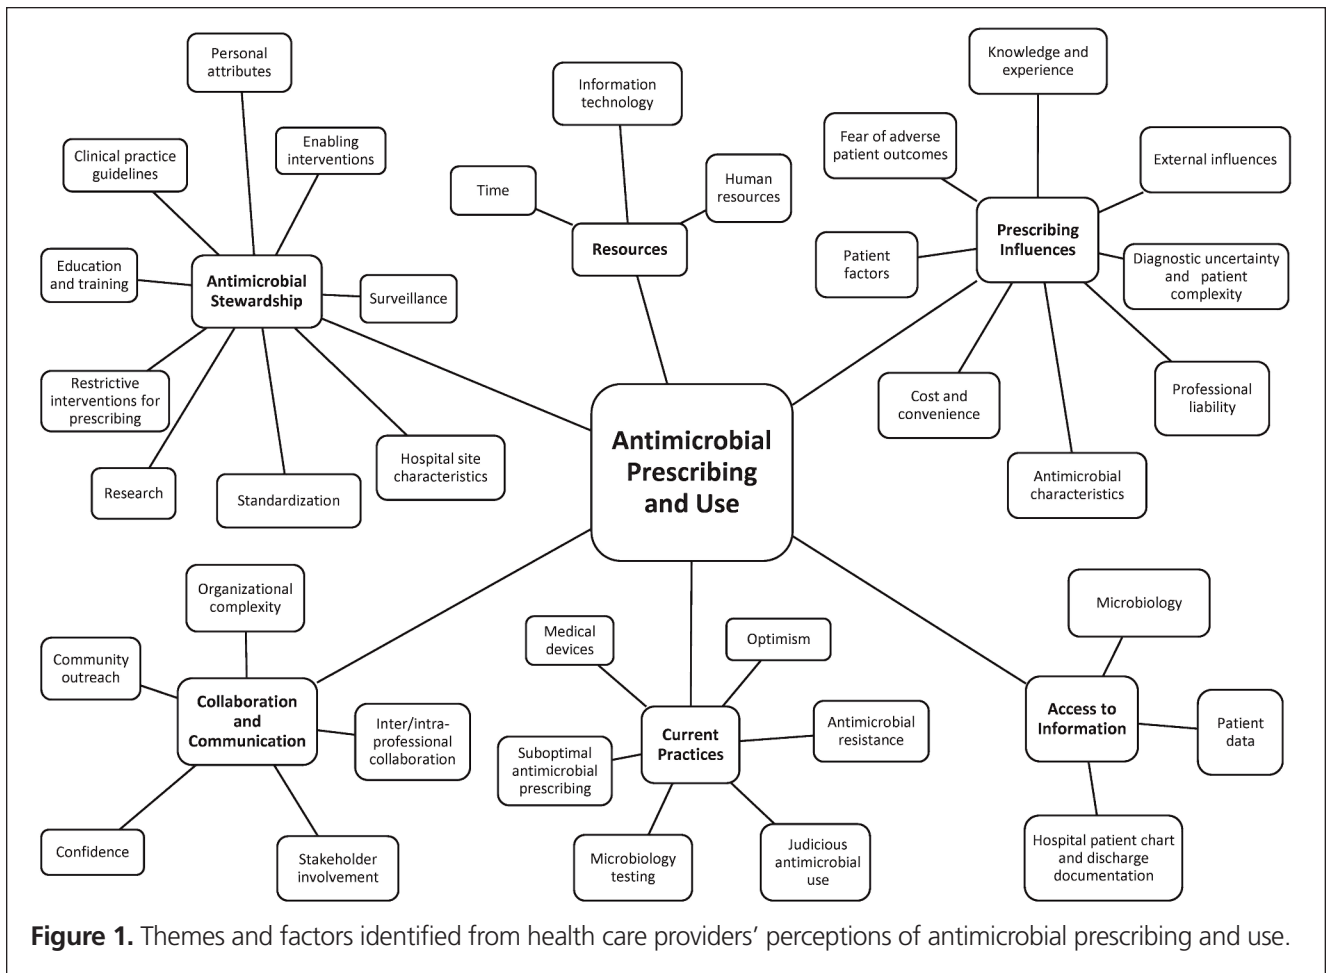 Personal
attributes
Enabling
interventions
Clinical practice
guidelines
Education
and training
Antimicrobial
Stewardship
Surveillance
Restrictive
interventions for
prescribing
Research
Standardization
Hospital site
characteristics
Information
technology
Time
Human
resources
Resources
Knowledge and
experience
Fear of adverse
patient outcomes
External influences
Prescribing
Influences
Patient
factors
Diagnostic uncertainty
and patient
complexity
Cost and
convenience
Professional
liability
Antimicrobial
characteristics
Antimicrobial
Prescribing
and Use
Organizational
complexity
Community
outreach
Collaboration
and
Communication
Inter/intra-
professional
collaboration
Confidence
Stakeholder
involvement
Medical
devices
Optimism
Current
Practices
Antimicrobial
resistance
Suboptimal
antimicrobial
prescribing
Microbiology
testing
Judicious
antimicrobial
use
Microbiology
Access to
Information
Patient
data
Hospital patient chart
and discharge
documentation
Figure 1. Themes and factors identified from health care providers’ perceptions of antimicrobial prescribing and use.